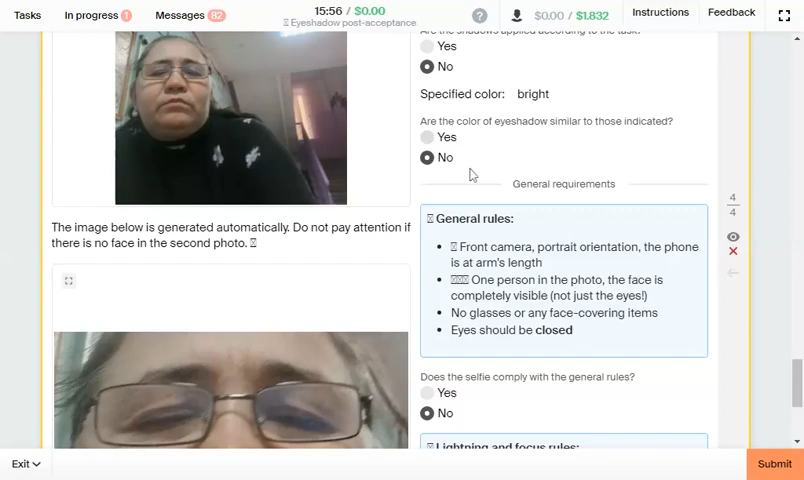 Tasks
In progress 1
Messages 82
15:56 / $0.00
Eyeshadow post-acceptance
?
$0.00 / $1.832
Instructions
Feedback
Are the shadows applied according to the task?
Yes
No
Specified color: bright
Are the color of eyeshadow similar to those indicated?
Yes
No
General requirements
The image below is generated automatically. Do not pay attention if
there is no face in the second photo.
General rules:
• Front camera, portrait orientation, the phone
is at arm's length
• One person in the photo, the face is
completely visible (not just the eyes!)
• No glasses or any face-covering items
• Eyes should be closed
4
4
Does the selfie comply with the general rules?
Yes
No
Lightning and focus rules:
Exit
Submit